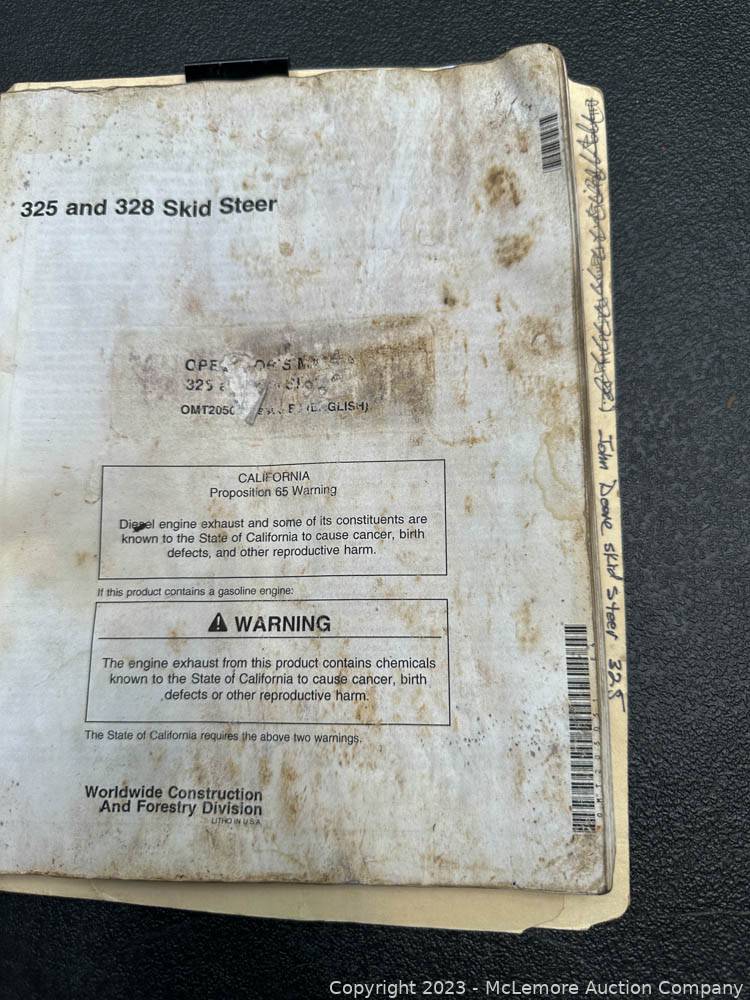 325 and 328 Skid Steer
325
CALIFORNIA
Proposition 65 Warning
Diesel engine exhaust and some of its constituents are
known to the State of California to cause cancer, birth
defects, and other reproductive harm.
If this product contains a gasoline engine:
WARNING
The engine exhaust from this product contains chemicals
known to the State of California to cause cancer, birth
defects or other reproductive harm.
The State of California requires the above two warnings.
Worldwide Construction
And Forestry Division
LITHO IN U.S.A.
John Deere skid steer 325
Copyright 2023 - McLemore Auction Company